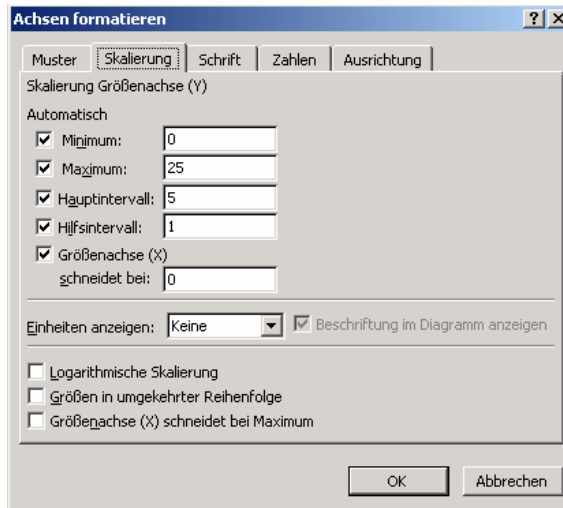 Achsen formatieren
Muster Skalierung Schrift Zahlen Ausrichtung
Skalierung Größenachse (Y)
Automatisch
Minimum: 0
Maximum: 25
Hauptintervall: 5
Hilfsintervall: 1
Größenachse (X)
schneidet bei: 0
Einheiten anzeigen: Keine Beschriftung im Diagramm anzeigen
Logarithmische Skalierung
Größen in umgekehrter Reihenfolge
Größenachse (X) schneidet bei Maximum
OK Abbrechen